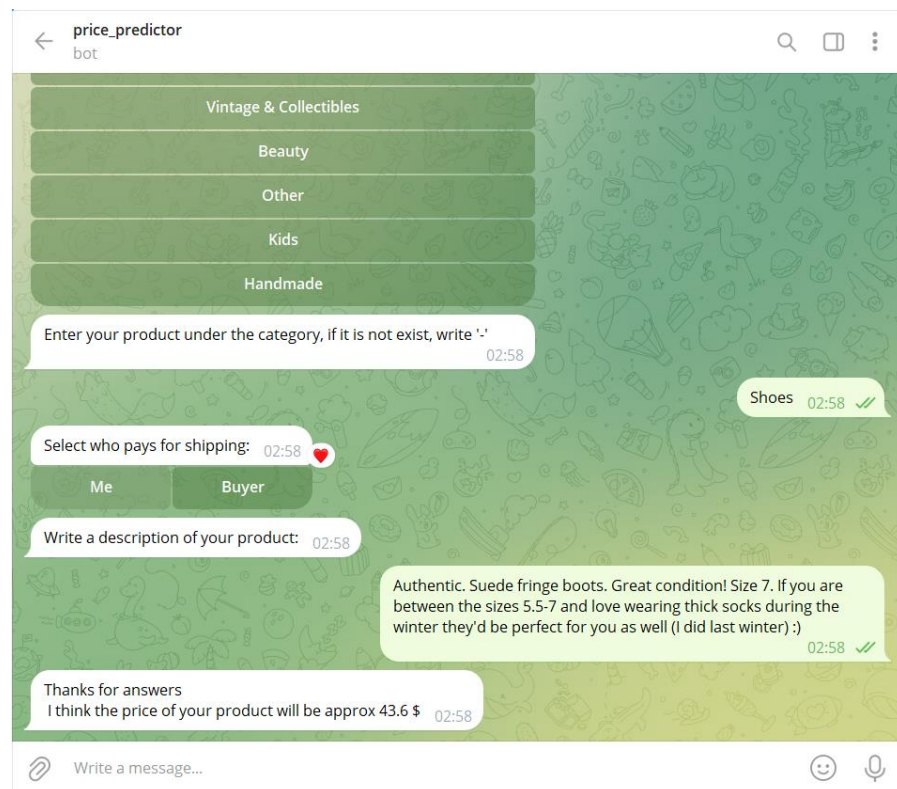 price_predictor
bot
Vintage & Collectibles
Beauty
Other
Kids
Handmade
Enter your product under the category, if it is not exist, write '-'
02:58
Shoes 02:58
Select who pays for shipping: 02:58
Me Buyer
Write a description of your product: 02:58
Authentic. Suede fringe boots. Great condition! Size 7. If you are
between the sizes 5.5-7 and love wearing thick socks during the
winter they'd be perfect for you as well (I did last winter) :)
02:58
Thanks for answers
I think the price of your product will be approx 43.6 $ 02:58
Write a message...